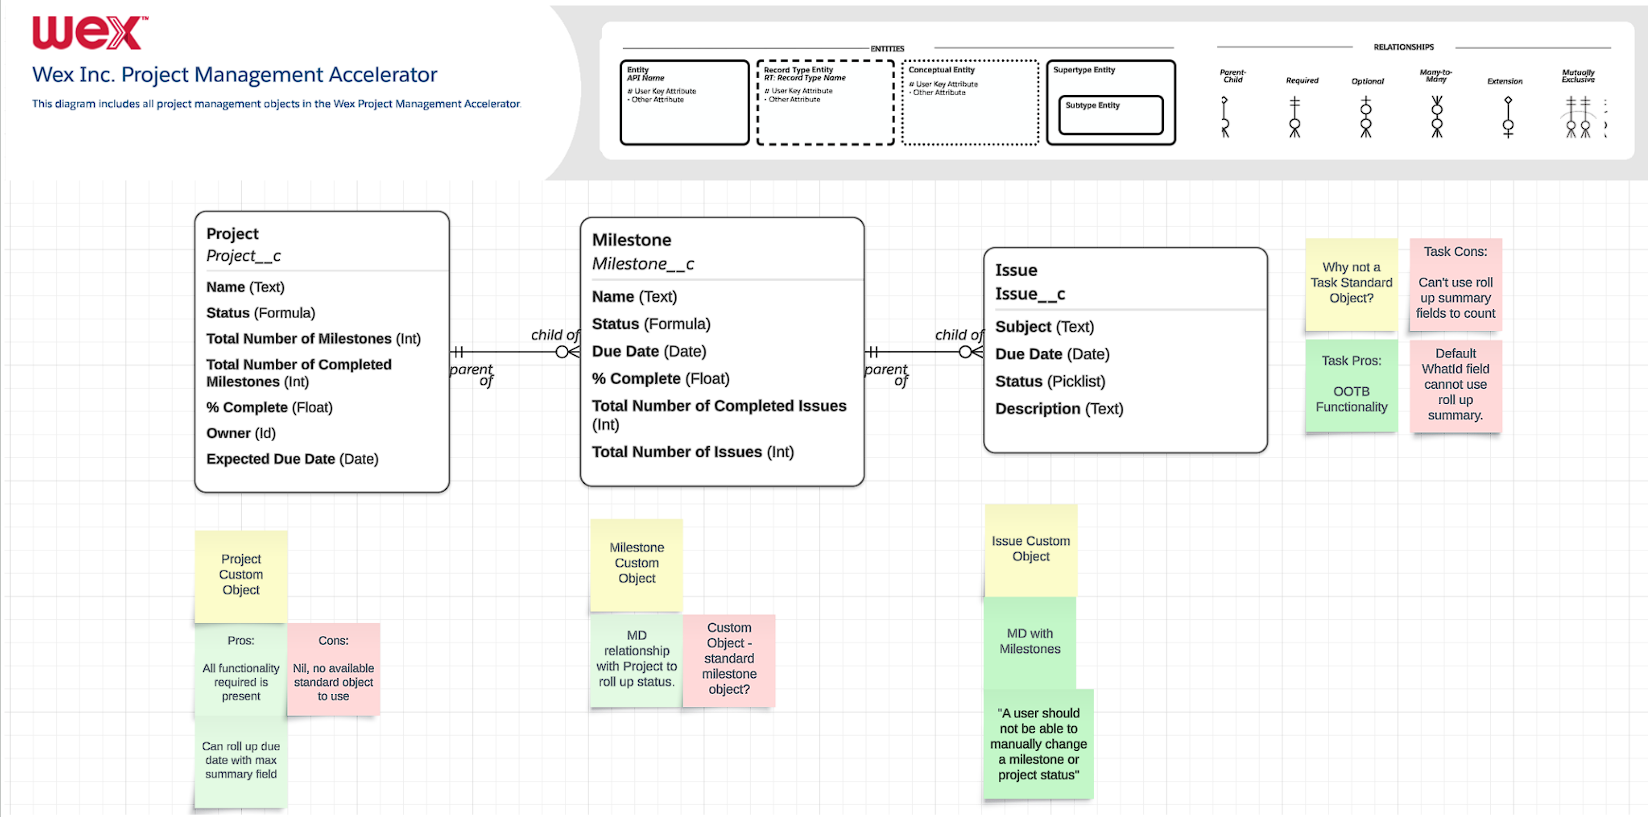 wex™
Wex Inc. Project Management Accelerator
This diagram includes all project management objects in the Wex Project Management Accelerator.
ENTITIES
Entity
API Name
# User Key Attribute
• Other Attribute
Record Type Entity
RT: Record Type Name
# User Key Attribute
• Other Attribute
Conceptual Entity
# User Key Attribute
• Other Attribute
Supertype Entity
Subtype Entity
RELATIONSHIPS
Parent-
Child
Required
Optional
Many-to-
Many
Extension
Mutually
Exclusive
Project
Project__c
Name (Text)
Status (Formula)
Total Number of Milestones (Int)
Total Number of Completed
Milestones (Int)
% Complete (Float)
Owner (Id)
Expected Due Date (Date)
parent
of
child of
Milestone
Milestone__c
Name (Text)
Status (Formula)
Due Date (Date)
% Complete (Float)
Total Number of Completed Issues
(Int)
Total Number of Issues (Int)
parent
of
child of
Issue
Issue__c
Subject (Text)
Due Date (Date)
Status (Picklist)
Description (Text)
Why not a
Task Standard
Object?
Task Cons:
Can't use roll
up summary
fields to count
Task Pros:
OOTB
Functionality
Default
WhatId field
cannot use
roll up
summary.
Project
Custom
Object
Pros:
All functionality
required is
present
Cons:
Nil, no available
standard object
to use
Can roll up due
date with max
summary field
Milestone
Custom
Object
MD
relationship
with Project to
roll up status.
Custom
Object -
standard
milestone
object?
Issue Custom
Object
MD with
Milestones
"A user should
not be able to
manually change
a milestone or
project status"